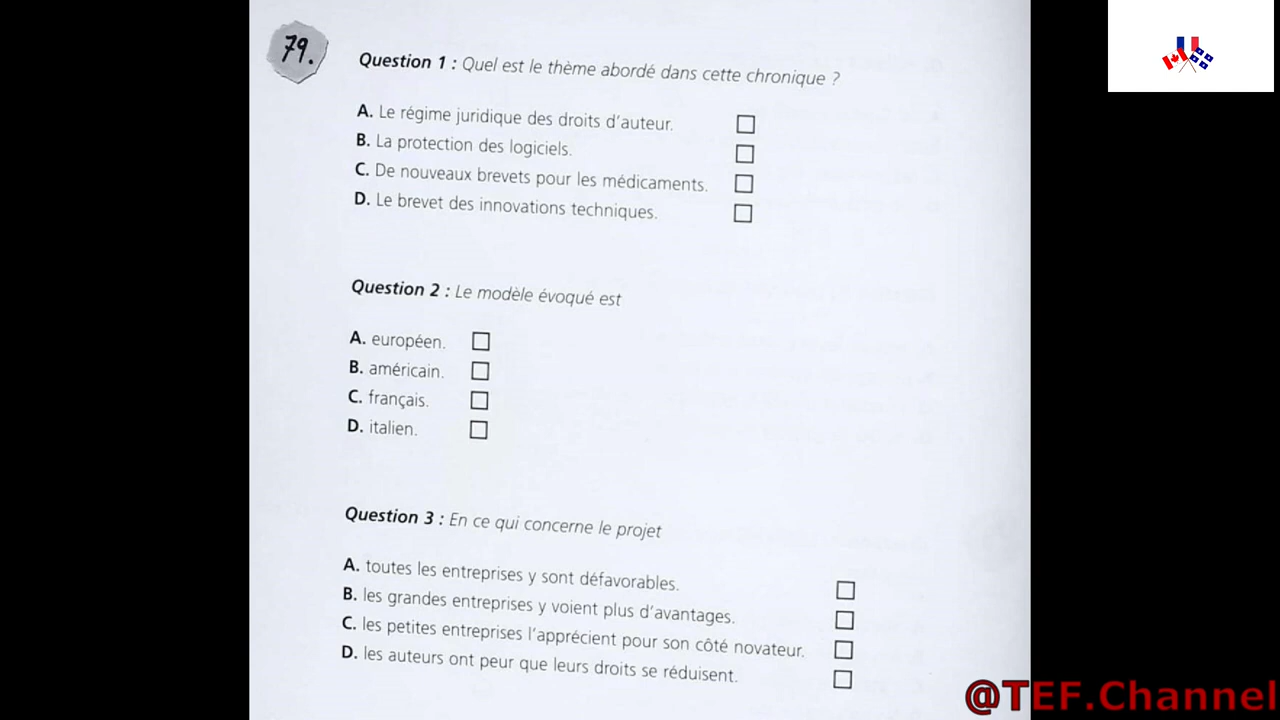 79.
Question 1 : Quel est le thème abordé dans cette chronique ?
A. Le régime juridique des droits d'auteur.
B. La protection des logiciels.
C. De nouveaux brevets pour les médicaments.
D. Le brevet des innovations techniques.
Question 2 : Le modèle évoqué est
A. européen.
B. américain.
C. français.
D. italien.
Question 3 : En ce qui concerne le projet
A. toutes les entreprises y sont défavorables.
B. les grandes entreprises y voient plus d'avantages.
C. les petites entreprises l'apprécient pour son côté novateur.
D. les auteurs ont peur que leurs droits se réduisent.
@TEF.Channel